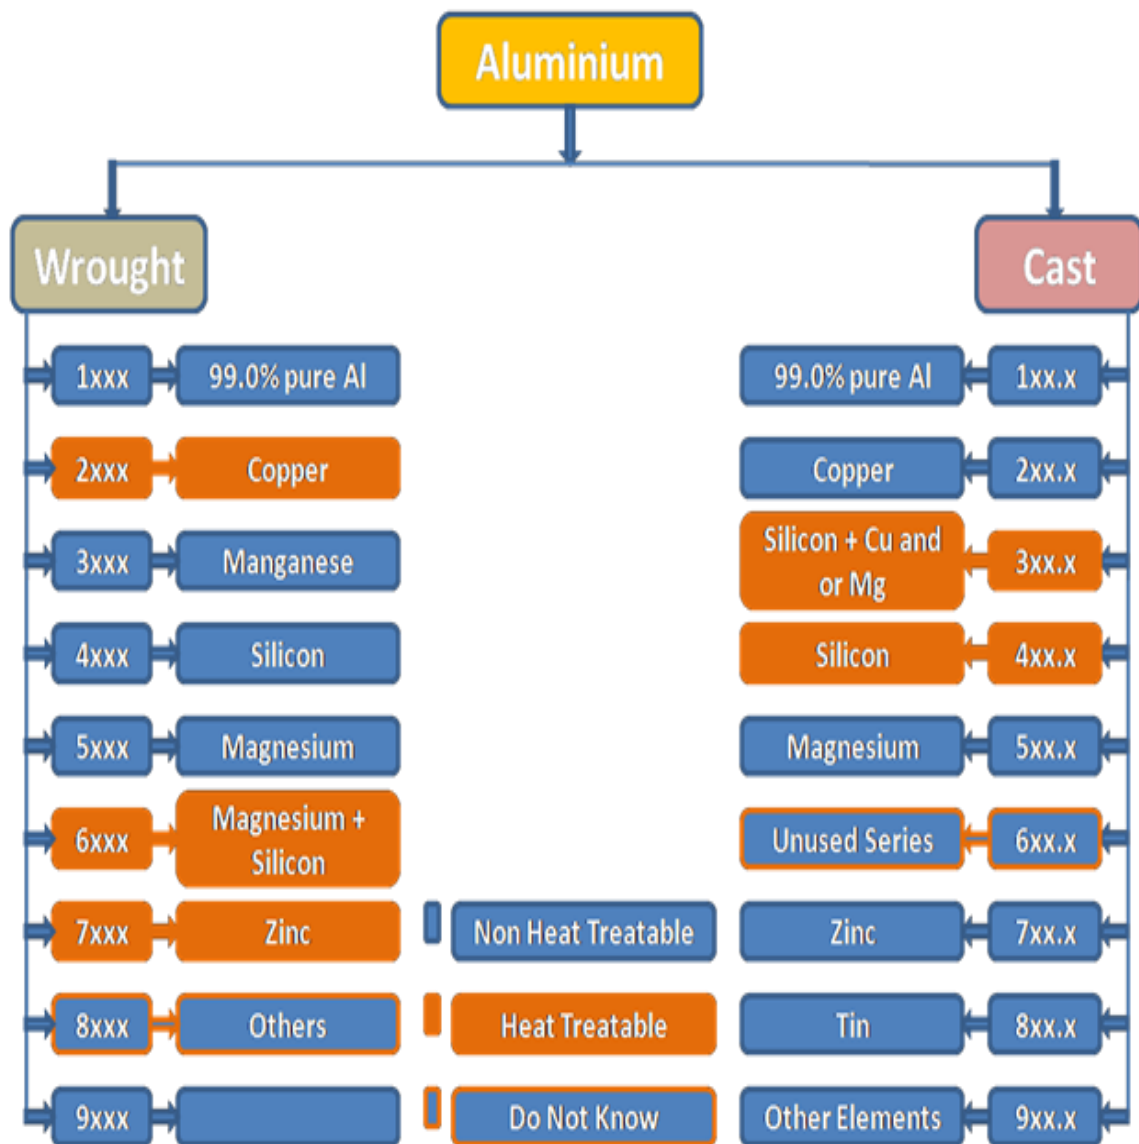 Aluminium
Wrought
Cast
1xxx
99.0% pure Al
99.0% pure Al
1xx.x
2xxx
Copper
Copper
2xx.x
3xxx
Manganese
Silicon + Cu and
or Mg
3xx.x
4xxx
Silicon
Silicon
4xx.x
5xxx
Magnesium
Magnesium
5xx.x
6xxx
Magnesium +
Silicon
Unused Series
6xx.x
7xxx
Zinc
Non Heat Treatable
Zinc
7xx.x
8xxx
Others
Heat Treatable
Tin
8xx.x
9xxx
Do Not Know
Other Elements
9xx.x